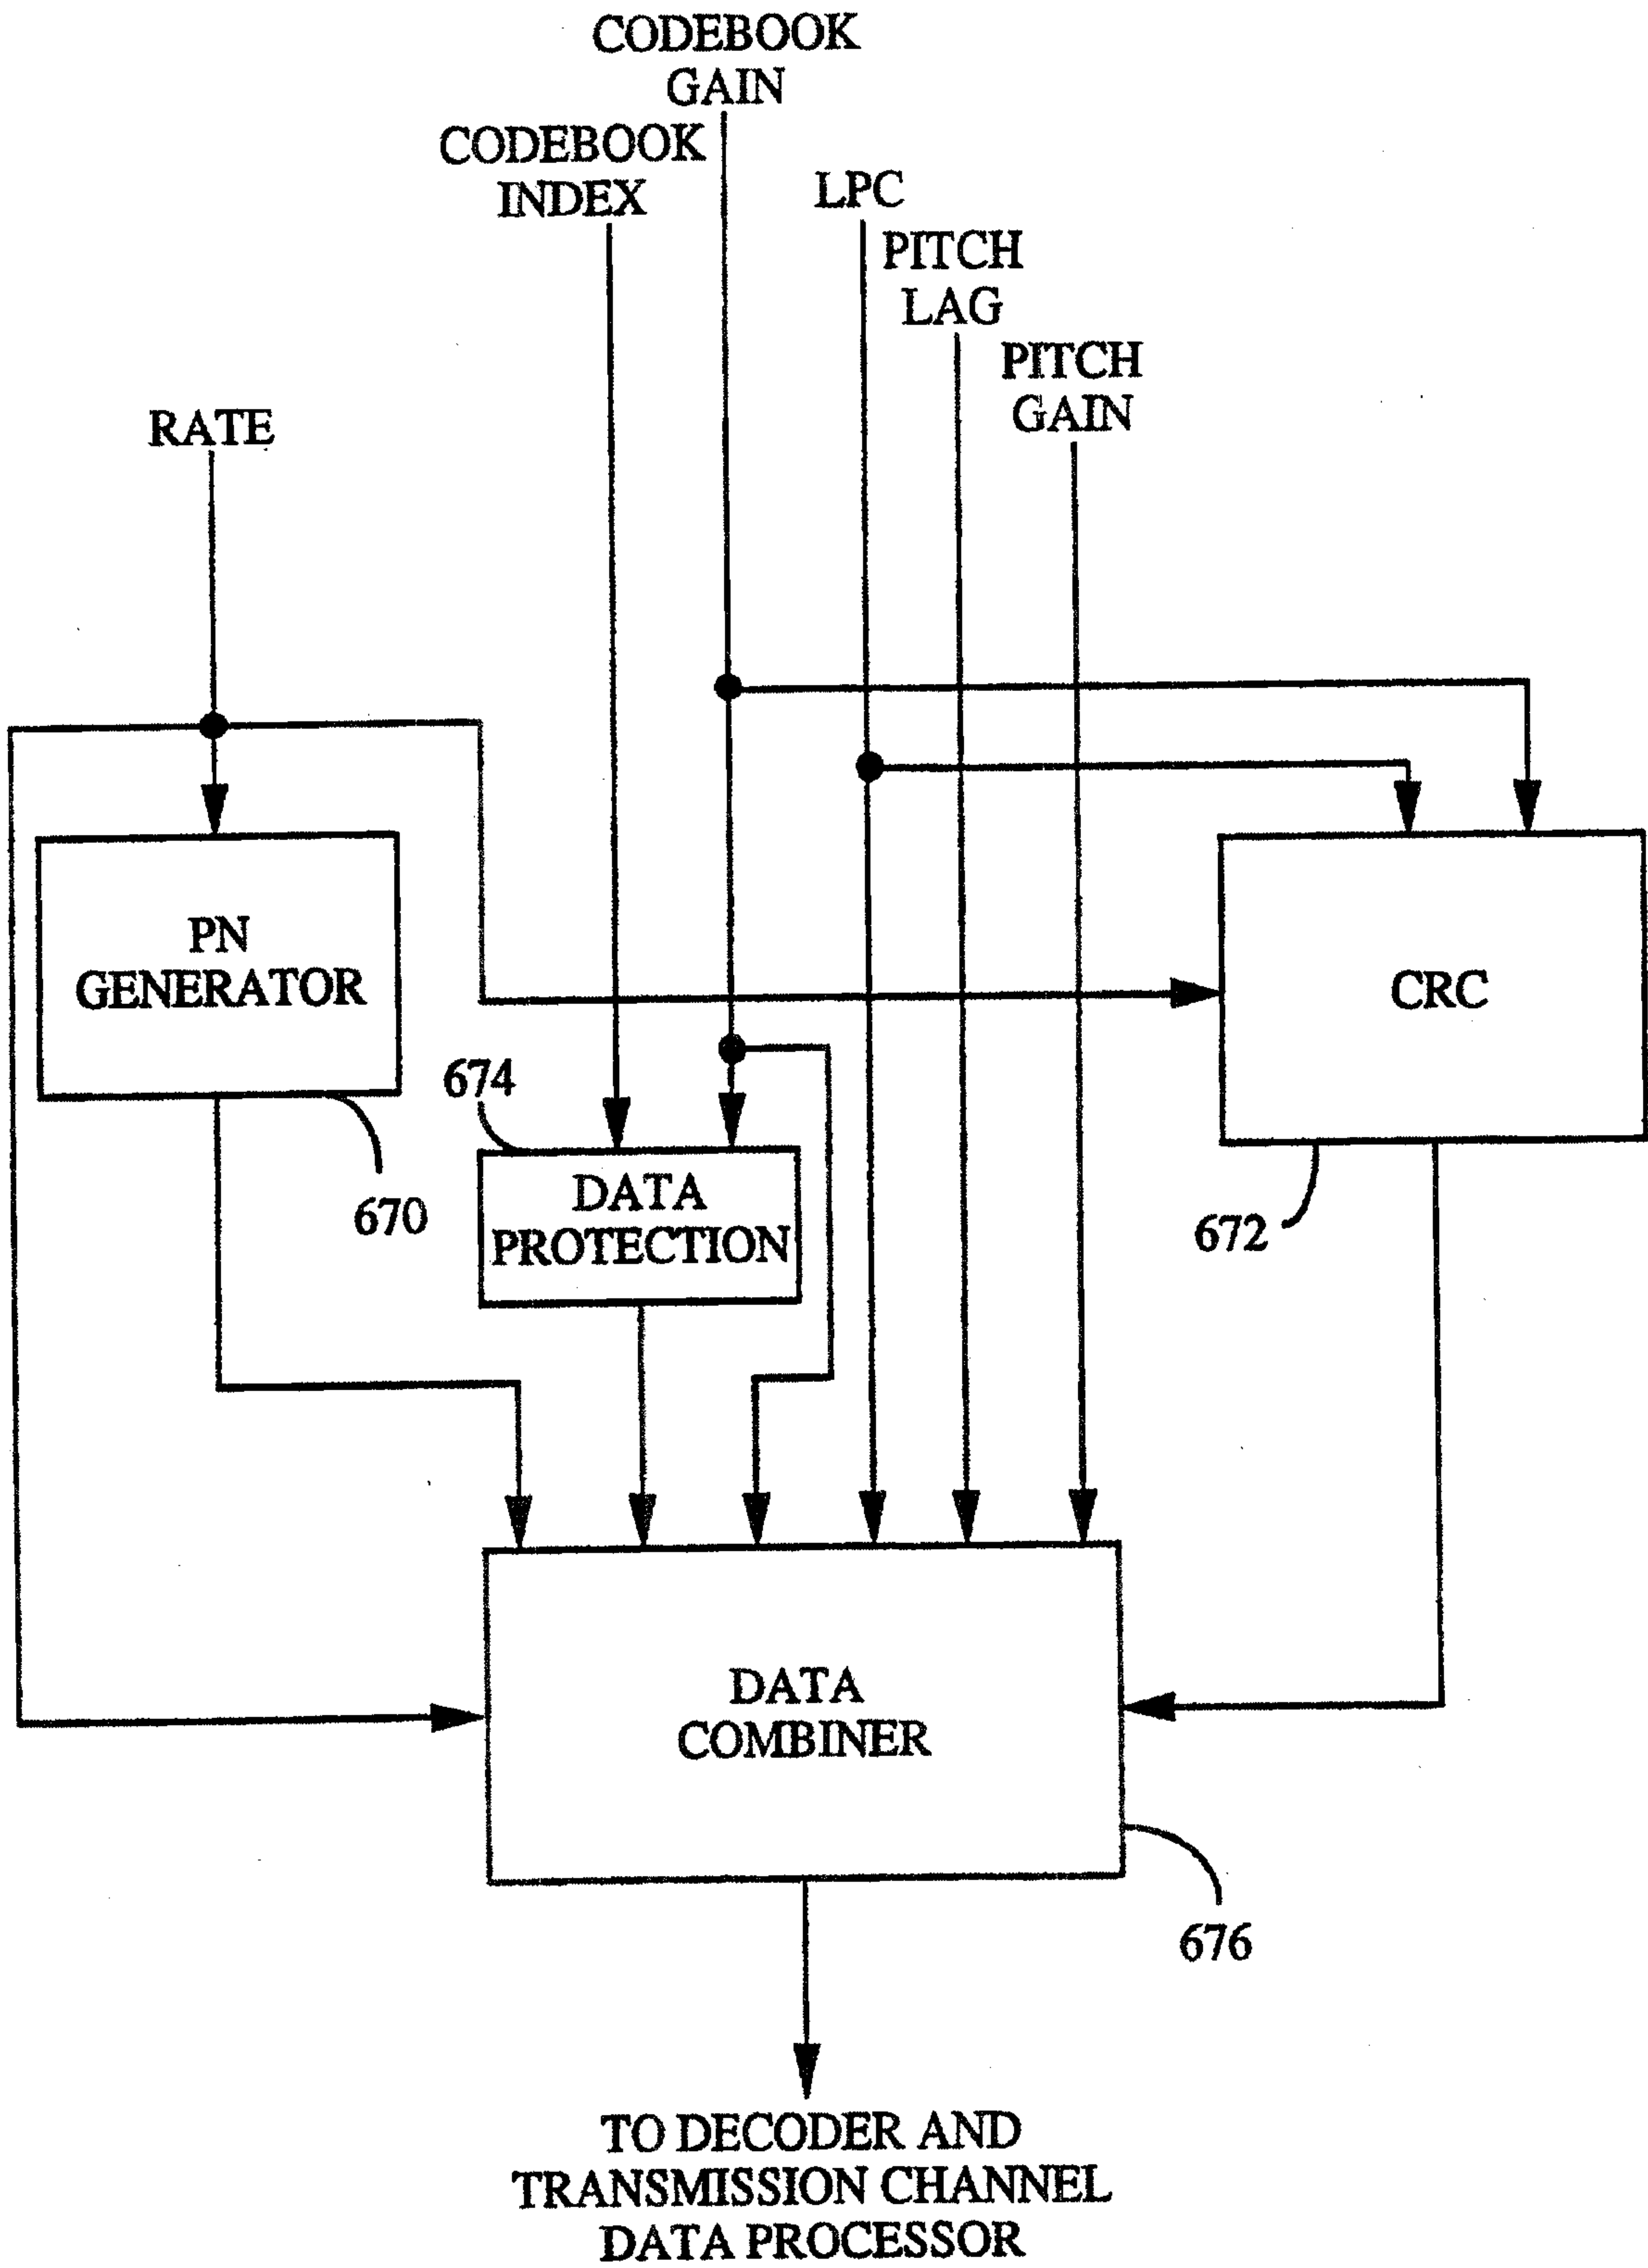 CODEBOOK
GAIN
CODEBOOK
INDEX
LPC
PITCH
LAG
PITCH
GAIN
RATE
PN
GENERATOR
CRC
674
DATA
PROTECTION
670
672
DATA
COMBINER
676
TO DECODER AND
TRANSMISSION CHANNEL
DATA PROCESSOR